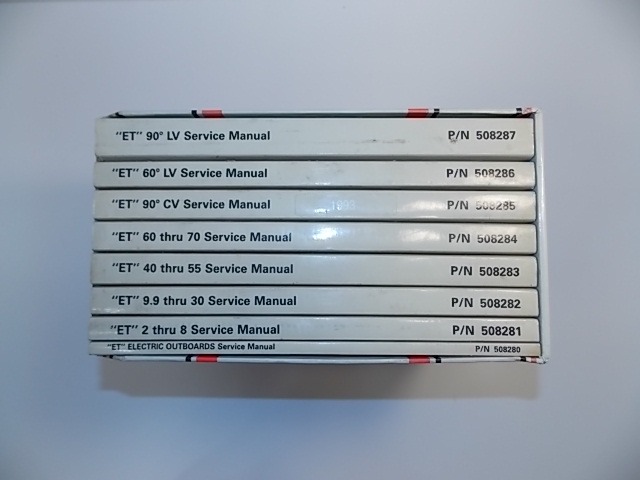 "ET" 90° LV Service Manual P/N 508287
"ET" 60° LV Service Manual P/N 508286
"ET" 90° CV Service Manual 1993 P/N 508285
"ET" 60 thru 70 Service Manual P/N 508284
"ET" 40 thru 55 Service Manual P/N 508283
"ET" 9.9 thru 30 Service Manual P/N 508282
"ET" 2 thru 8 Service Manual P/N 508281
"ET" ELECTRIC OUTBOARDS Service Manual P/N 508280